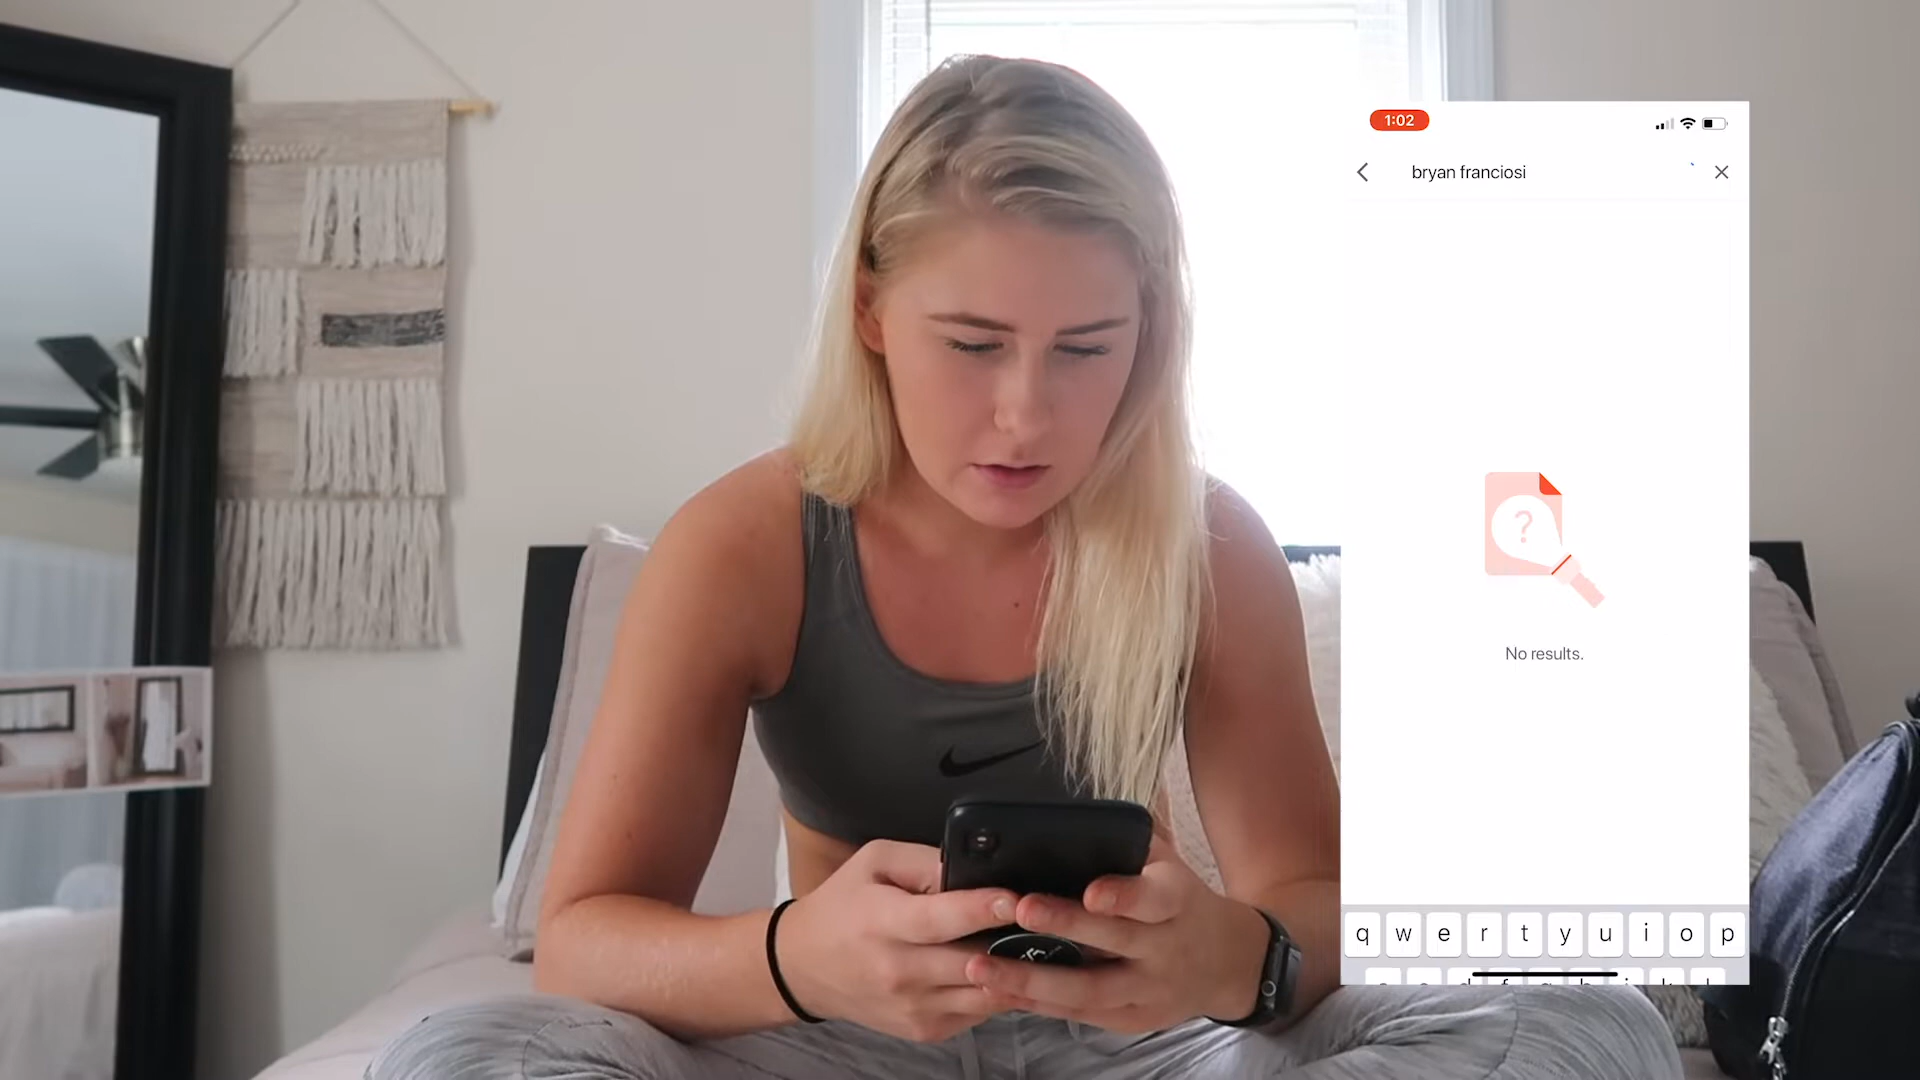 1:02
bryan franciosi
?
No results.
q w e r t y u i o p